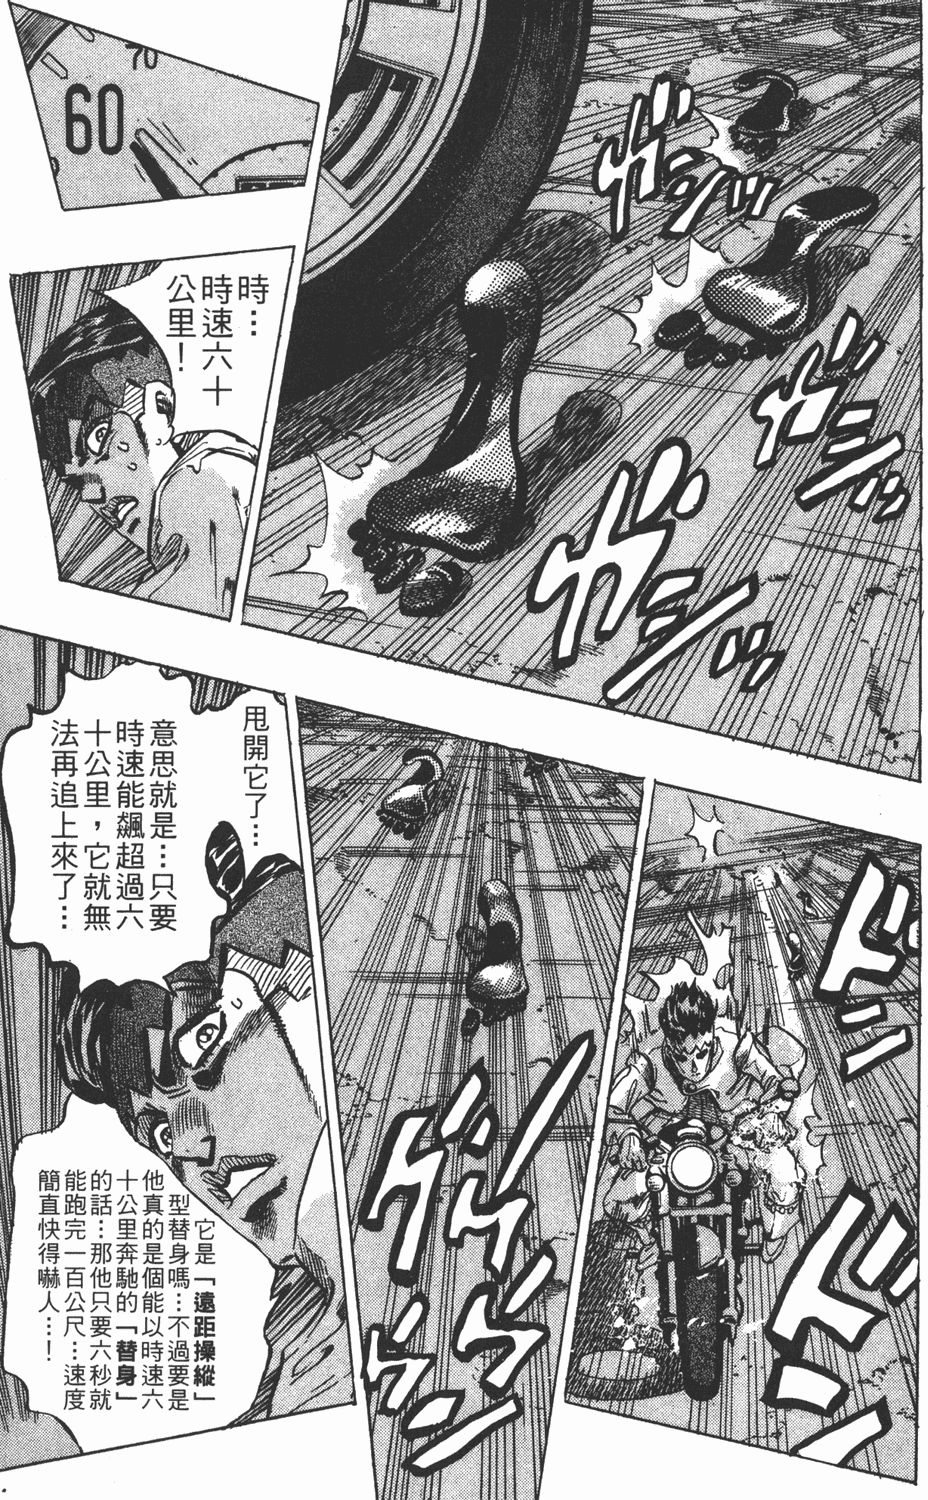 ガシッ
ガシッ
ガシッ
70
60
時…
時速六十
公里！
ドン
ドン
グン
グン
甩開它了…
意思就是…只要
時速能飆超過六
十公里，它就無
法再追上來了…
它是「遠距操縱」
型替身嗎…不過要是
他真的是個能以時速六
十公里奔馳的「替身」
的話…那他只要六秒就
能跑完一百公尺…速度
簡直快得嚇人…！